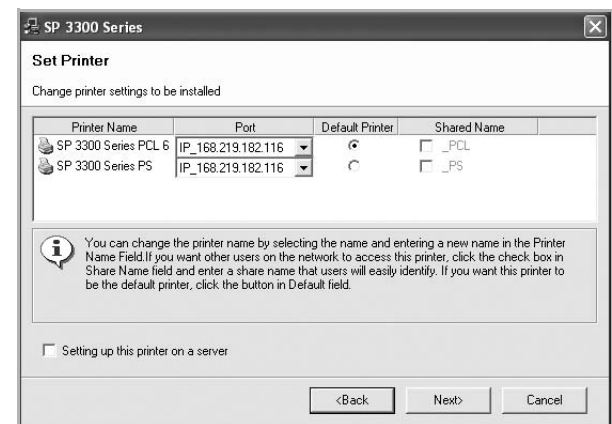 SP 3300 Series
Set Printer
Change printer settings to be installed
Printer Name Port Default Printer Shared Name
SP 3300 Series PCL 6 IP_168.219.182.116 _PCL
SP 3300 Series PS IP_168.219.182.116 _PS
You can change the printer name by selecting the name and entering a new name in the Printer
Name Field.If you want other users on the network to access this printer, click the check box in
Share Name field and enter a share name that users will easily identify. If you want this printer to
be the default printer, click the button in Default field.
Setting up this printer on a server
<Back Next> Cancel